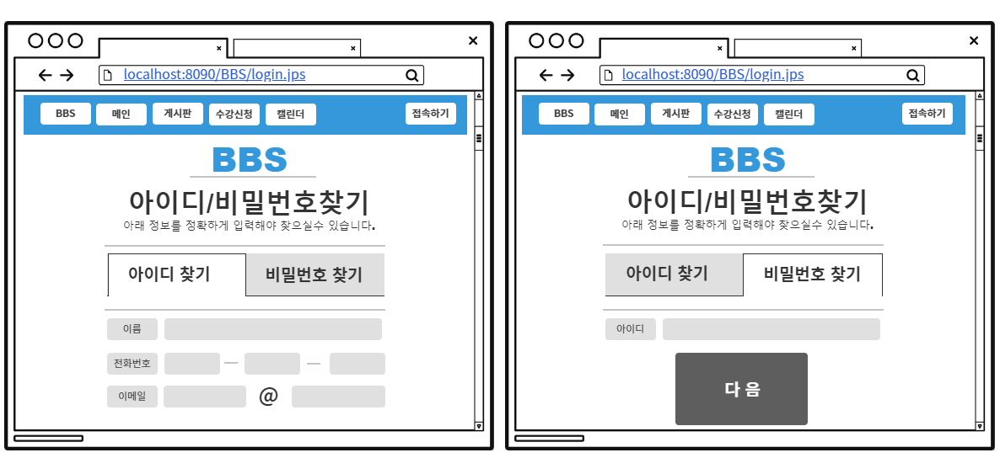 localhost:8090/BBS/login.jps
BBS 메인 게시판 수강신청 캘린더 접속하기
BBS
아이디/비밀번호찾기
아래 정보를 정확하게 입력해야 찾으실수 있습니다.
아이디 찾기 비밀번호 찾기
이름
전화번호 — —
이메일 @
localhost:8090/BBS/login.jps
BBS 메인 게시판 수강신청 캘린더 접속하기
BBS
아이디/비밀번호찾기
아래 정보를 정확하게 입력해야 찾으실수 있습니다.
아이디 찾기 비밀번호 찾기
아이디
다 음